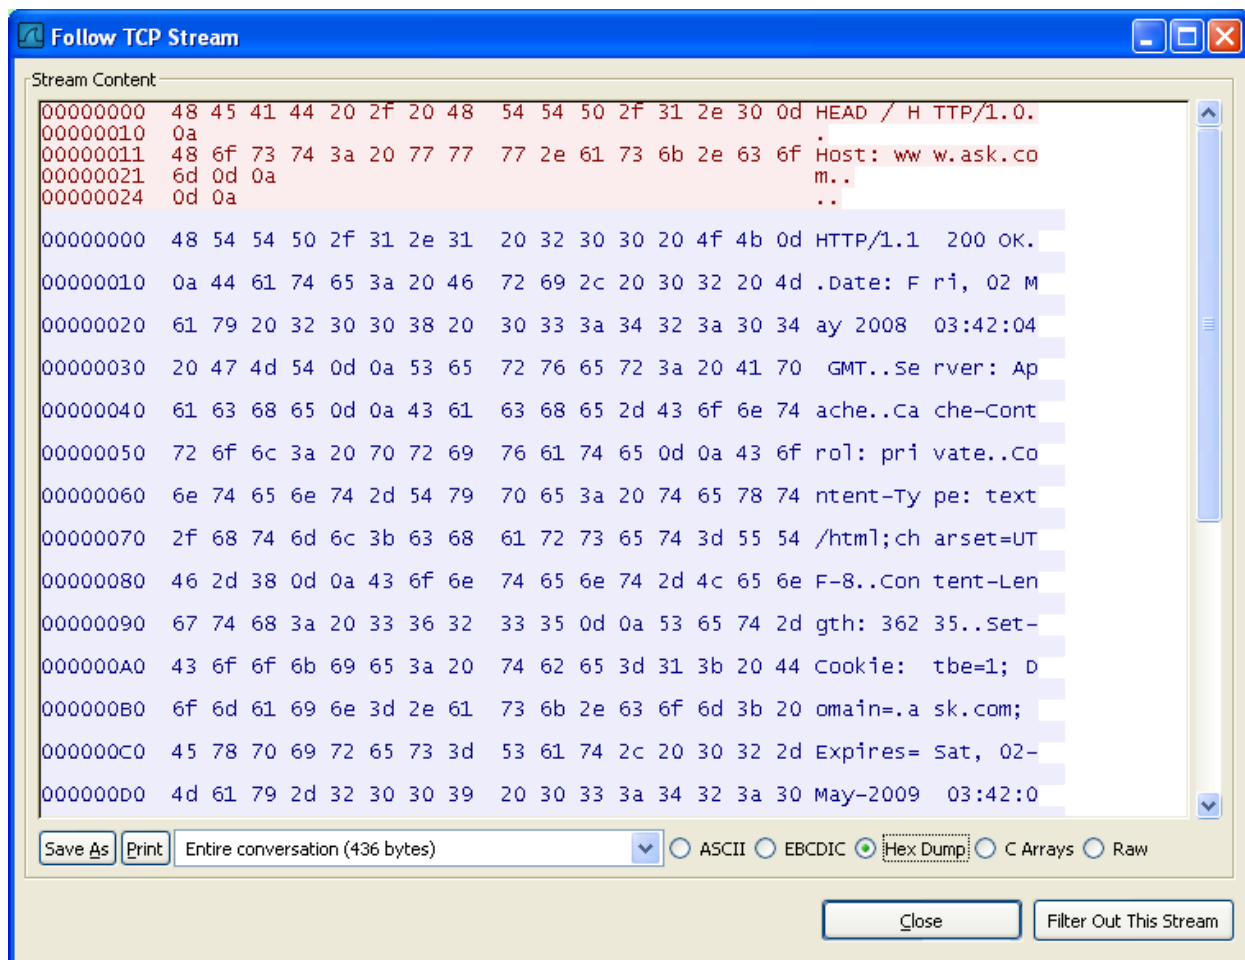 Follow TCP Stream
Stream Content
00000000  48 45 41 44 20 2f 20 48  54 54 50 2f 31 2e 30 0d HEAD / H TTP/1.0.
00000010  0a                                               .
00000011  48 6f 73 74 3a 20 77 77  77 2e 61 73 6b 2e 63 6f Host: ww w.ask.co
00000021  6d 0d 0a                                         m..
00000024  0d 0a                                            ..
00000000  48 54 54 50 2f 31 2e 31  20 32 30 30 20 4f 4b 0d HTTP/1.1  200 OK.
00000010  0a 44 61 74 65 3a 20 46  72 69 2c 20 30 32 20 4d .Date: F ri, 02 M
00000020  61 79 20 32 30 30 38 20  30 33 3a 34 32 3a 30 34 ay 2008  03:42:04
00000030  20 47 4d 54 0d 0a 53 65  72 76 65 72 3a 20 41 70  GMT..Se rver: Ap
00000040  61 63 68 65 0d 0a 43 61  63 68 65 2d 43 6f 6e 74 ache..Ca che-Cont
00000050  72 6f 6c 3a 20 70 72 69  76 61 74 65 0d 0a 43 6f rol: pri vate..Co
00000060  6e 74 65 6e 74 2d 54 79  70 65 3a 20 74 65 78 74 ntent-Ty pe: text
00000070  2f 68 74 6d 6c 3b 63 68  61 72 73 65 74 3d 55 54 /html;ch arset=UT
00000080  46 2d 38 0d 0a 43 6f 6e  74 65 6e 74 2d 4c 65 6e F-8..Con tent-Len
00000090  67 74 68 3a 20 33 36 32  33 35 0d 0a 53 65 74 2d gth: 362 35..Set-
000000A0  43 6f 6f 6b 69 65 3a 20  74 62 65 3d 31 3b 20 44 Cookie:  tbe=1; D
000000B0  6f 6d 61 69 6e 3d 2e 61  73 6b 2e 63 6f 6d 3b 20 omain=.a sk.com;
000000C0  45 78 70 69 72 65 73 3d  53 61 74 2c 20 30 32 2d Expires= Sat, 02-
000000D0  4d 61 79 2d 32 30 30 39  20 30 33 3a 34 32 3a 30 May-2009  03:42:0
Save As Print Entire conversation (436 bytes) ASCII EBCDIC Hex Dump C Arrays Raw
Close Filter Out This Stream